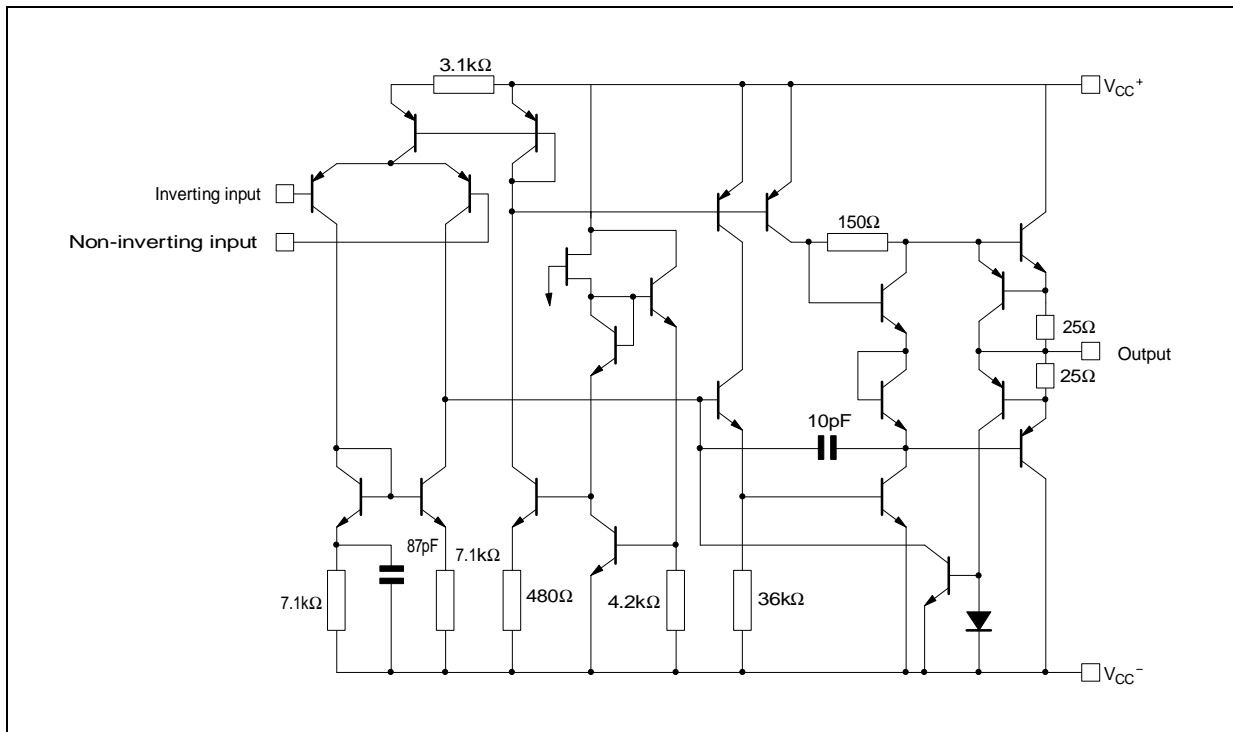 3.1kΩ
VCC+
Inverting input
Non-inverting input
150Ω
25Ω
Output
25Ω
10pF
87pF
7.1kΩ
7.1kΩ
480Ω
4.2kΩ
36kΩ
VCC−